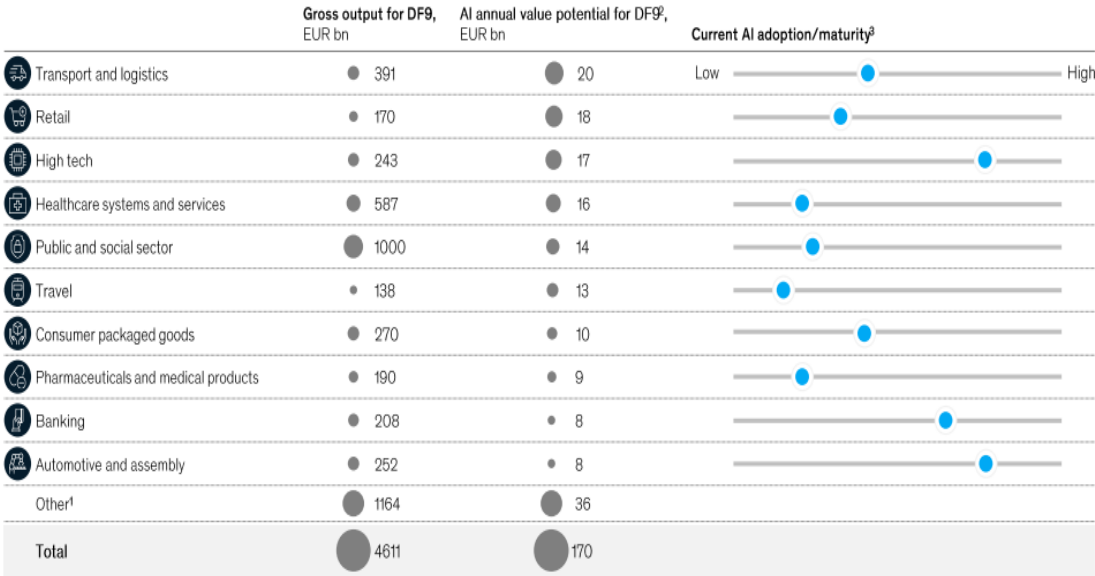 Gross output for DF9, AI annual value potential for DF9²,
EUR bn EUR bn Current AI adoption/maturity³
Transport and logistics 391 20 Low High
Retail 170 18
High tech 243 17
Healthcare systems and services 587 16
Public and social sector 1000 14
Travel 138 13
Consumer packaged goods 270 10
Pharmaceuticals and medical products 190 9
Banking 208 8
Automotive and assembly 252 8
Other¹ 1164 36
Total 4611 170